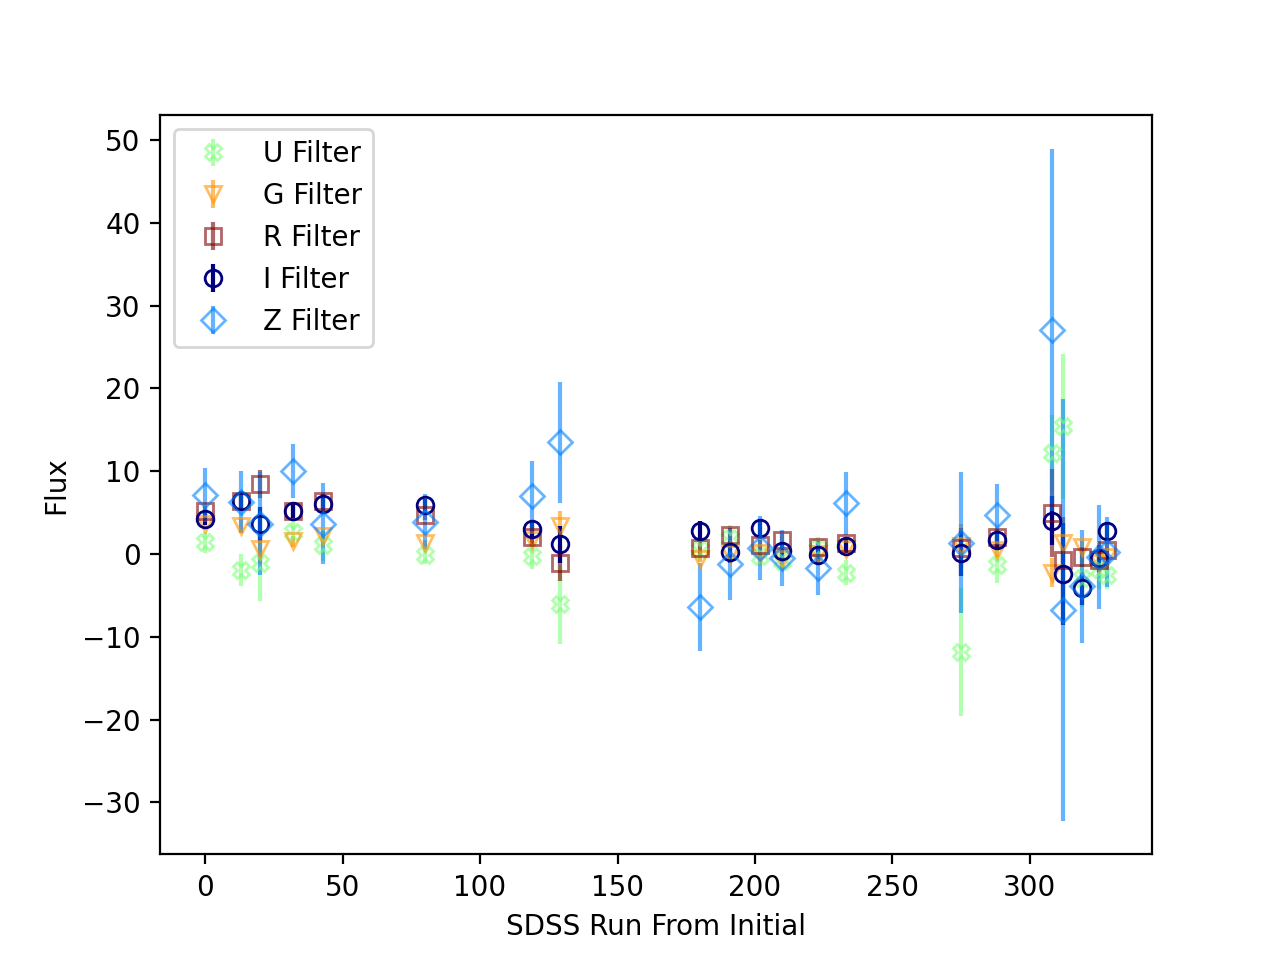 50
40
30
20
10
0
−10
−20
−30
Flux
U Filter
G Filter
R Filter
I Filter
Z Filter
0 50 100 150 200 250 300
SDSS Run From Initial